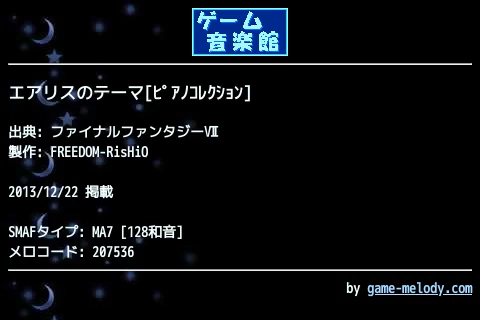 ゲーム
音楽館
エアリスのテーマ[ﾋﾟｱﾉｺﾚｸｼｮﾝ]
出典: ファイナルファンタジーⅦ
製作: FREEDOM-RisHiO
2013/12/22 掲載
SMAFタイプ: MA7 [128和音]
メロコード: 207536
by game-melody.com